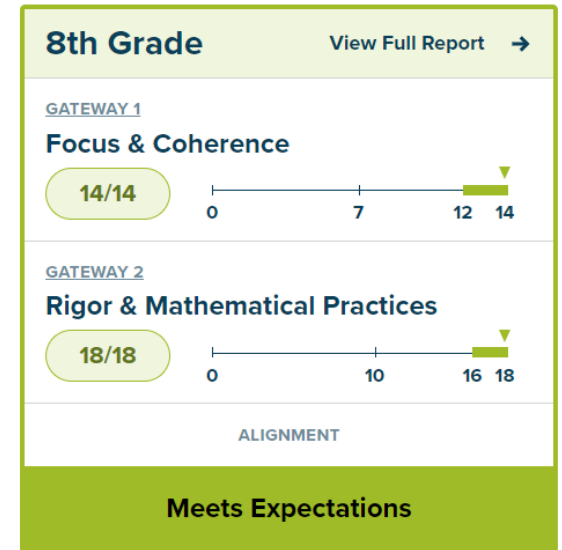 8th Grade View Full Report →
GATEWAY 1
Focus & Coherence
14/14
0 7 12 14
GATEWAY 2
Rigor & Mathematical Practices
18/18
0 10 16 18
ALIGNMENT
Meets Expectations